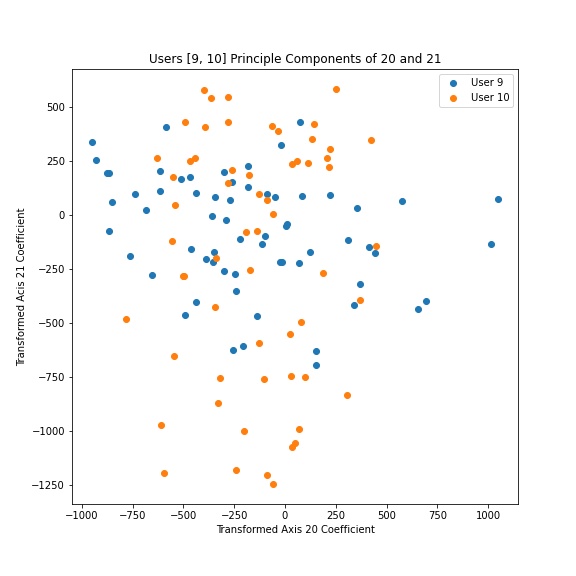 Users [9, 10] Principle Components of 20 and 21
User 9
User 10
Transformed Acis 21 Coefficient
500
250
0
−250
−500
−750
−1000
−1250
−1000 −750 −500 −250 0 250 500 750 1000
Transformed Axis 20 Coefficient